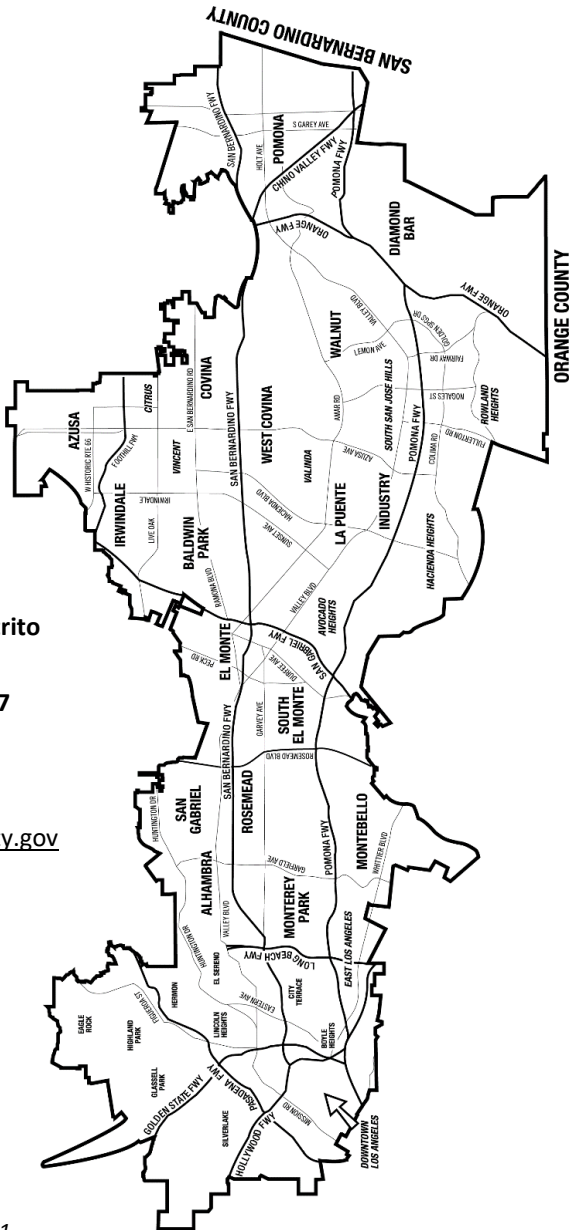 SAN BERNARDINO COUNTY
SAN BERNARDINO FWY
S GAREY AVE
HOLT AVE
POMONA
CHINO VALLEY FWY
POMONA FWY
ORANGE FWY
DIAMOND
BAR
ORANGE FWY
ORANGE COUNTY
VALLEY BLVD
GOLDEN SPGS DR
WALNUT
LEMON AVE
FAIRWAY DR
NOGALES ST
ROWLAND
HEIGHTS
SOUTH SAN JOSE HILLS
AMAR RD
POMONA FWY
COLIMA RD
FULLERTON RD
AZUSA AVE
AZUSA
W HISTORIC RTE 66
CITRUS
E SAN BERNARDINO RD
COVINA
E FOOTHILL FWY
VINCENT
SAN BERNARDINO FWY
WEST COVINA
VALINDA
LA PUENTE
INDUSTRY
HACIENDA BLVD
HACIENDA HEIGHTS
IRWINDALE
IRWINDALE
LIVE OAK
BALDWIN
PARK
SUNSET AVE
RAMONA BLVD
VALLEY BLVD
AVOCADO
HEIGHTS
SAN GABRIEL FWY
EL MONTE
PECK RD
DURFEE AVE
GARVEY AVE
SOUTH
EL MONTE
SAN BERNARDINO FWY
ROSEMEAD BLVD
ROSEMEAD
SAN
GABRIEL
HUNTINGTON DR
POMONA FWY
MONTEBELLO
WHITTIER BLVD
GARFIELD AVE
ALHAMBRA
VALLEY BLVD
MONTEREY
PARK
HUNTINGTON DR
LONG BEACH FWY
EAST LOS ANGELES
EL SERENO
CITY
TERRACE
EASTERN AVE
HERMON
LINCOLN
HEIGHTS
BOYLE
HEIGHTS
FIGUEROA ST
EAGLE
ROCK
HIGHLAND
PARK
GLASSELL
PARK
PASADENA FWY
GOLDEN STATE FWY
MISSION RD
SILVERLAKE
HOLLYWOOD FWY
DOWNTOWN
LOS ANGELES
rito
7
y.gov
1